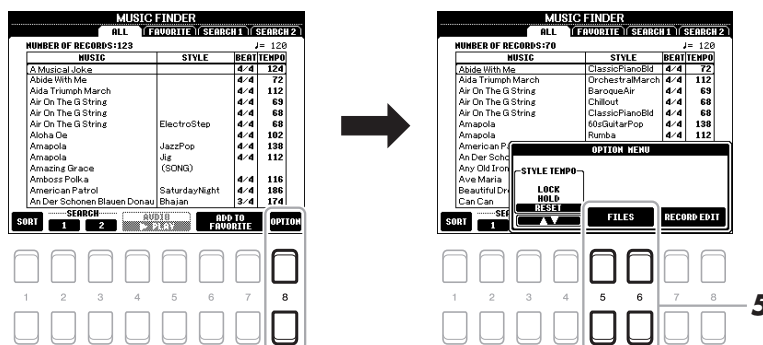 MUSIC FINDER
ALL FAVORITE SEARCH 1 SEARCH 2
NUMBER OF RECORDS:123 ♩= 120
MUSIC STYLE BEAT TEMPO
A Musical Joke 4/4 124
Abide With Me 4/4 72
Aida Triumph March 4/4 112
Air On The G String 4/4 69
Air On The G String 4/4 68
Air On The G String ElectroStep 4/4 68
Aloha Oe 4/4 102
Amapola JazzPop 4/4 138
Amapola Jig 4/4 112
Amazing Grace (SONG)
Amboss Polka 4/4 116
American Patrol SaturdayNight 4/4 186
An Der Schonen Blauen Donau Bhajan 3/4 174
SORT SEARCH 1 2 AUDIO ▶ PLAY ADD TO FAVORITE OPTION
1 2 3 4 5 6 7 8
MUSIC FINDER
ALL FAVORITE SEARCH 1 SEARCH 2
NUMBER OF RECORDS:70 ♩= 120
MUSIC STYLE BEAT TEMPO
Abide With Me ClassicPianoBld 4/4 72
Aida Triumph March OrchestralMarch 4/4 112
Air On The G String BaroqueAir 4/4 69
Air On The G String Chillout 4/4 68
Air On The G String ClassicPianoBld 4/4 68
Amapola 60sGuitarPop 4/4 138
Amapola Rumba 4/4 112
American P
An Der Scho
Any Old Iron
Ave Maria
Beautiful Dr
Can Can
OPTION MENU
STYLE TEMPO
LOCK
HOLD
RESET
▲▼ FILES RECORD EDIT
SORT SEA
1
1 2 3 4 5 6 7 8
5